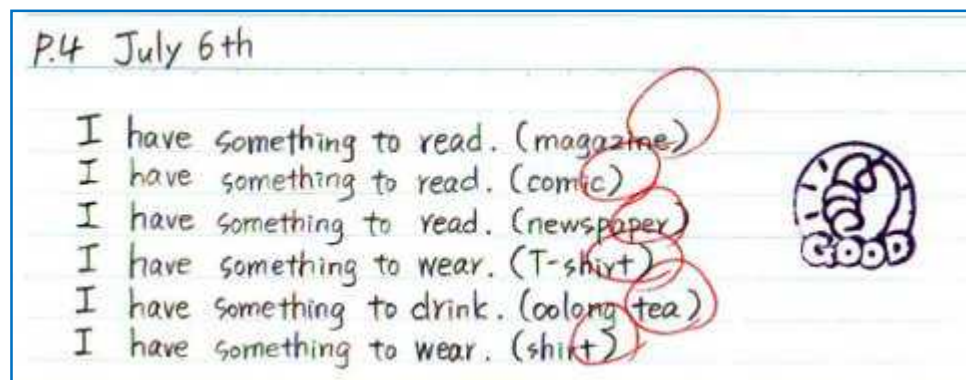 P.4 July 6th
I have something to read. (magazine)
I have something to read. (comic)
I have something to read. (newspaper)
I have something to wear. (T-shirt)
I have something to drink. (oolong tea)
I have something to wear. (shirt)
GOOD